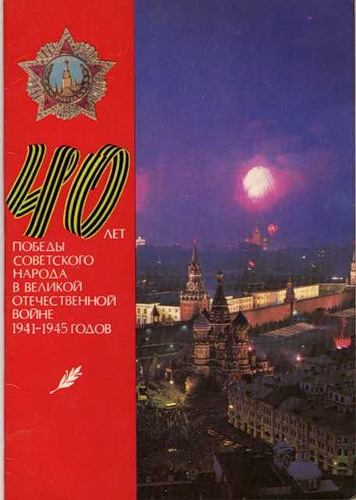 40
ЛЕТ
ПОБЕДЫ
СОВЕТСКОГО
НАРОДА
В ВЕЛИКОЙ
ОТЕЧЕСТВЕННОЙ
ВОЙНЕ
1941–1945 ГОДОВ